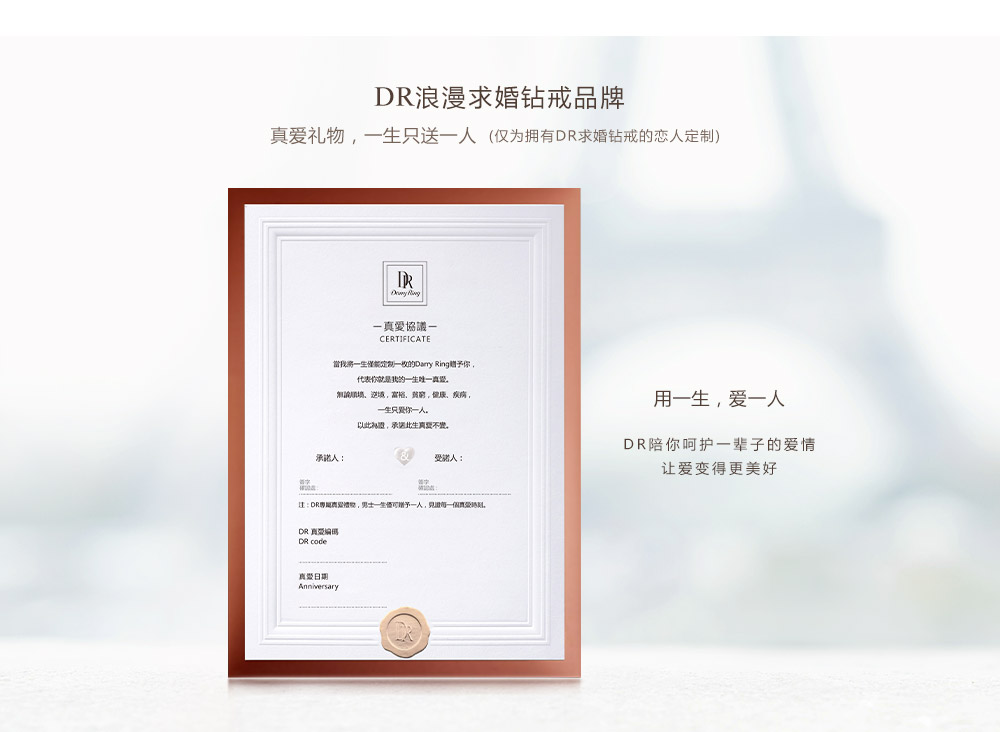 DR浪漫求婚钻戒品牌
真爱礼物，一生只送一人 (仅为拥有DR求婚钻戒的恋人定制)
DR
Darry Ring
—真愛協議—
CERTIFICATE
當我將一生僅能定制一枚的Darry Ring贈予你，
代表你就是我的一生唯一真愛。
無論順境、逆境，富裕、貧窮，健康、疾病，
一生只愛你一人。
以此為證，承諾此生真愛不變。
承諾人： & 受諾人：
簽字 簽字
確認處： 確認處：
注：DR專屬真愛禮物，男士一生僅可贈予一人，見證每一個真愛時刻。
DR 真愛編碼
DR code
真愛日期
Anniversary
DR
用一生，爱一人
DR陪你呵护一辈子的爱情
让爱变得更美好